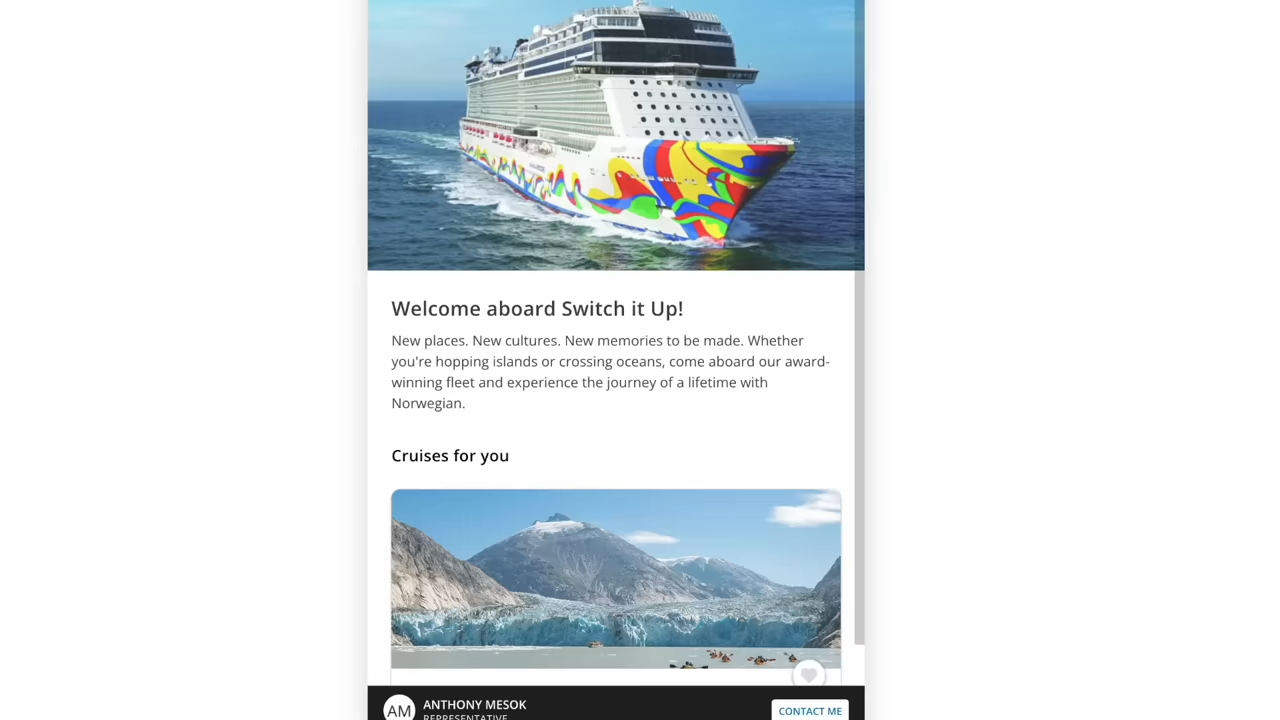 Welcome aboard Switch it Up!
New places. New cultures. New memories to be made. Whether
you're hopping islands or crossing oceans, come aboard our award-
winning fleet and experience the journey of a lifetime with
Norwegian.
Cruises for you
AM
ANTHONY MESOK
REPRESENTATIVE
CONTACT ME